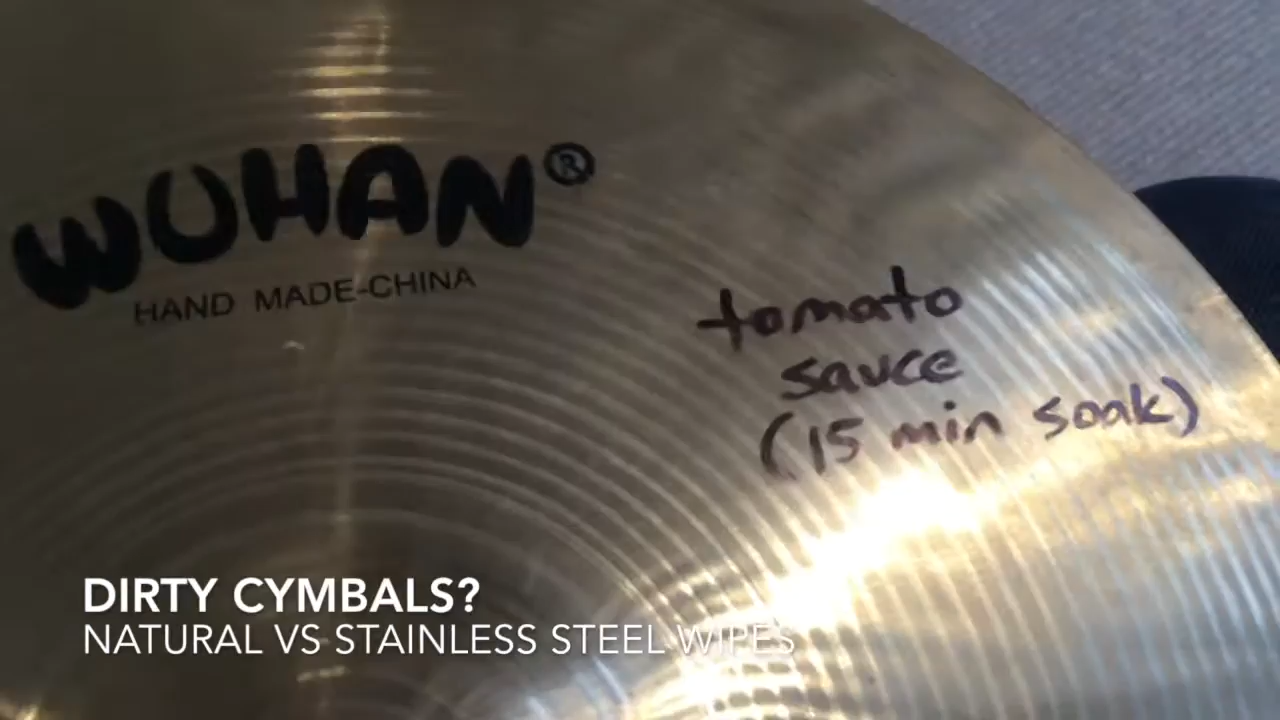 WUHAN®
HAND MADE-CHINA
tomato
sauce
(15 min soak)
DIRTY CYMBALS?
NATURAL VS STAINLESS STEEL WIPES